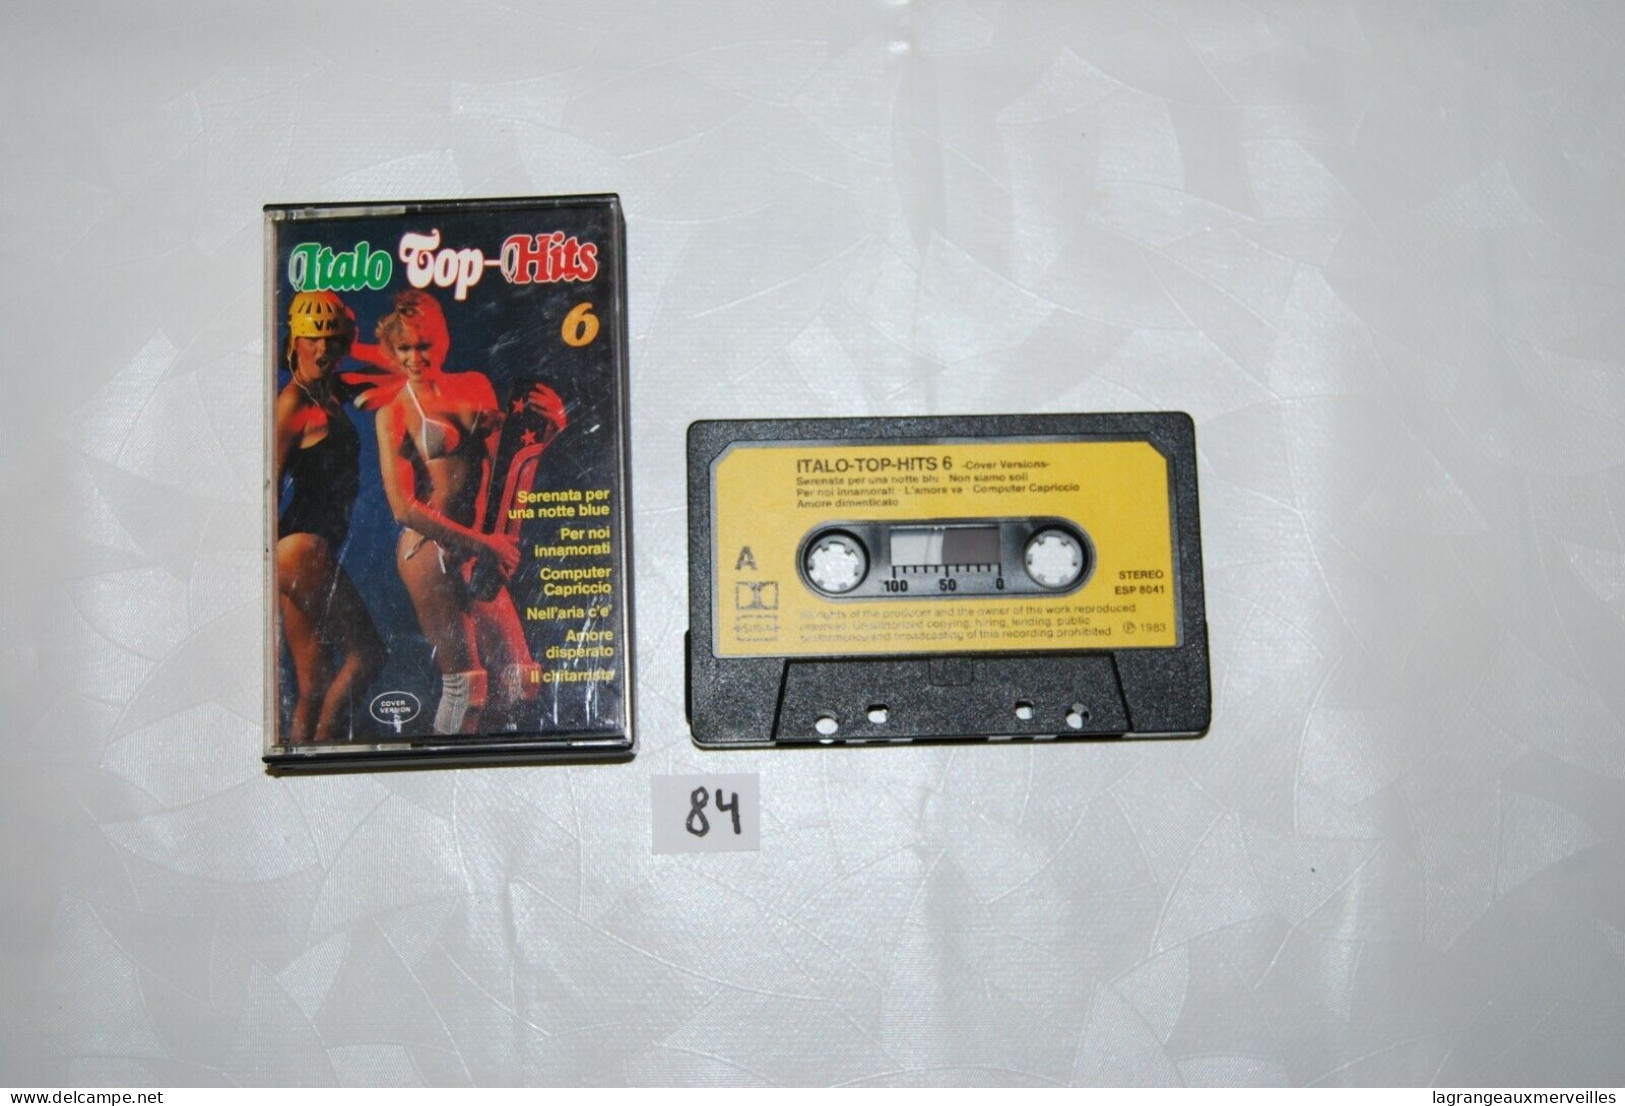 Italo Top-Hits
6
VM
Serenata per
una notte blue
Per noi
innamorati
Computer
Capriccio
Nell'aria c'e'
Amore
disperato
Il chitarrista
COVER
VERSION
ITALO-TOP-HITS 6 -Cover Versions-
Serenata per una notte blu · Non siamo soli
Per noi innamorati · L'amore va · Computer Capriccio
Amore dimenticato
A
100 50 0
STEREO
ESP 8041
All rights of the producer and the owner of the work reproduced
reserved. Unauthorized copying, hiring, lending, public
performance and broadcasting of this recording prohibited. Ⓟ 1983
84
www.delcampe.net
lagrangeauxmerveilles